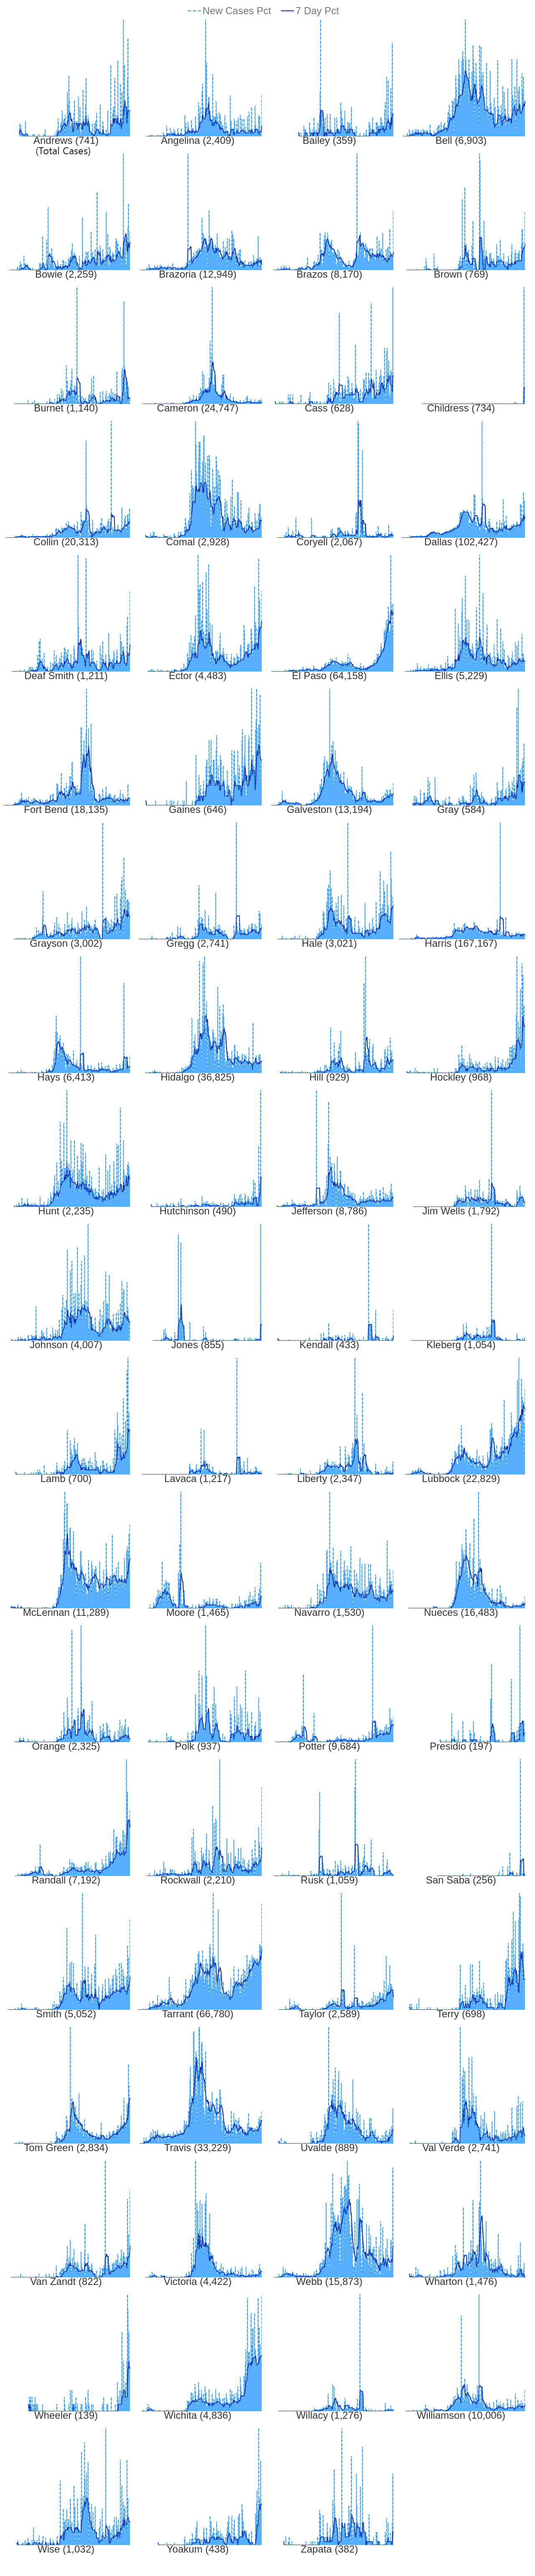 New Cases Pct 7 Day Pct
Andrews (741) Angelina (2,409) Bailey (359) Bell (6,903)
(Total Cases)
Bowie (2,259) Brazoria (12,949) Brazos (8,170) Brown (769)
Burnet (1,140) Cameron (24,747) Cass (628) Childress (734)
Collin (20,313) Comal (2,928) Coryell (2,067) Dallas (102,427)
Deaf Smith (1,211) Ector (4,483) El Paso (64,158) Ellis (5,229)
Fort Bend (18,135) Gaines (646) Galveston (13,194) Gray (584)
Grayson (3,002) Gregg (2,741) Hale (3,021) Harris (167,167)
Hays (6,413) Hidalgo (36,825) Hill (929) Hockley (968)
Hunt (2,235) Hutchinson (490) Jefferson (8,786) Jim Wells (1,792)
Johnson (4,007) Jones (855) Kendall (433) Kleberg (1,054)
Lamb (700) Lavaca (1,217) Liberty (2,347) Lubbock (22,829)
McLennan (11,289) Moore (1,465) Navarro (1,530) Nueces (16,483)
Orange (2,325) Polk (937) Potter (9,684) Presidio (197)
Randall (7,192) Rockwall (2,210) Rusk (1,059) San Saba (256)
Smith (5,052) Tarrant (66,780) Taylor (2,589) Terry (698)
Tom Green (2,834) Travis (33,229) Uvalde (889) Val Verde (2,741)
Van Zandt (822) Victoria (4,422) Webb (15,873) Wharton (1,476)
Wheeler (139) Wichita (4,836) Willacy (1,276) Williamson (10,006)
Wise (1,032) Yoakum (438) Zapata (382)